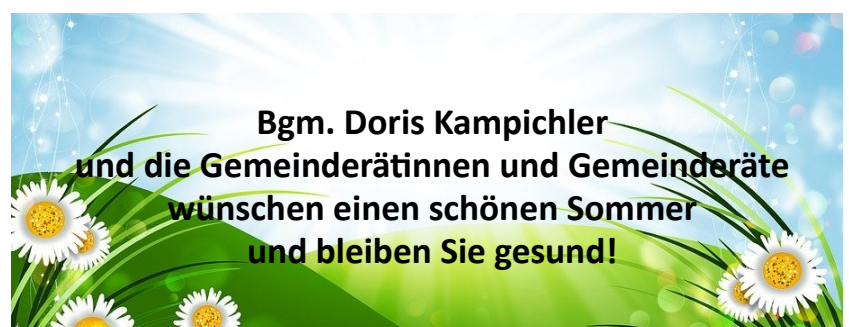 Bgm. Doris Kampichler
und die Gemeinderätinnen und Gemeinderäte
wünschen einen schönen Sommer
und bleiben Sie gesund!